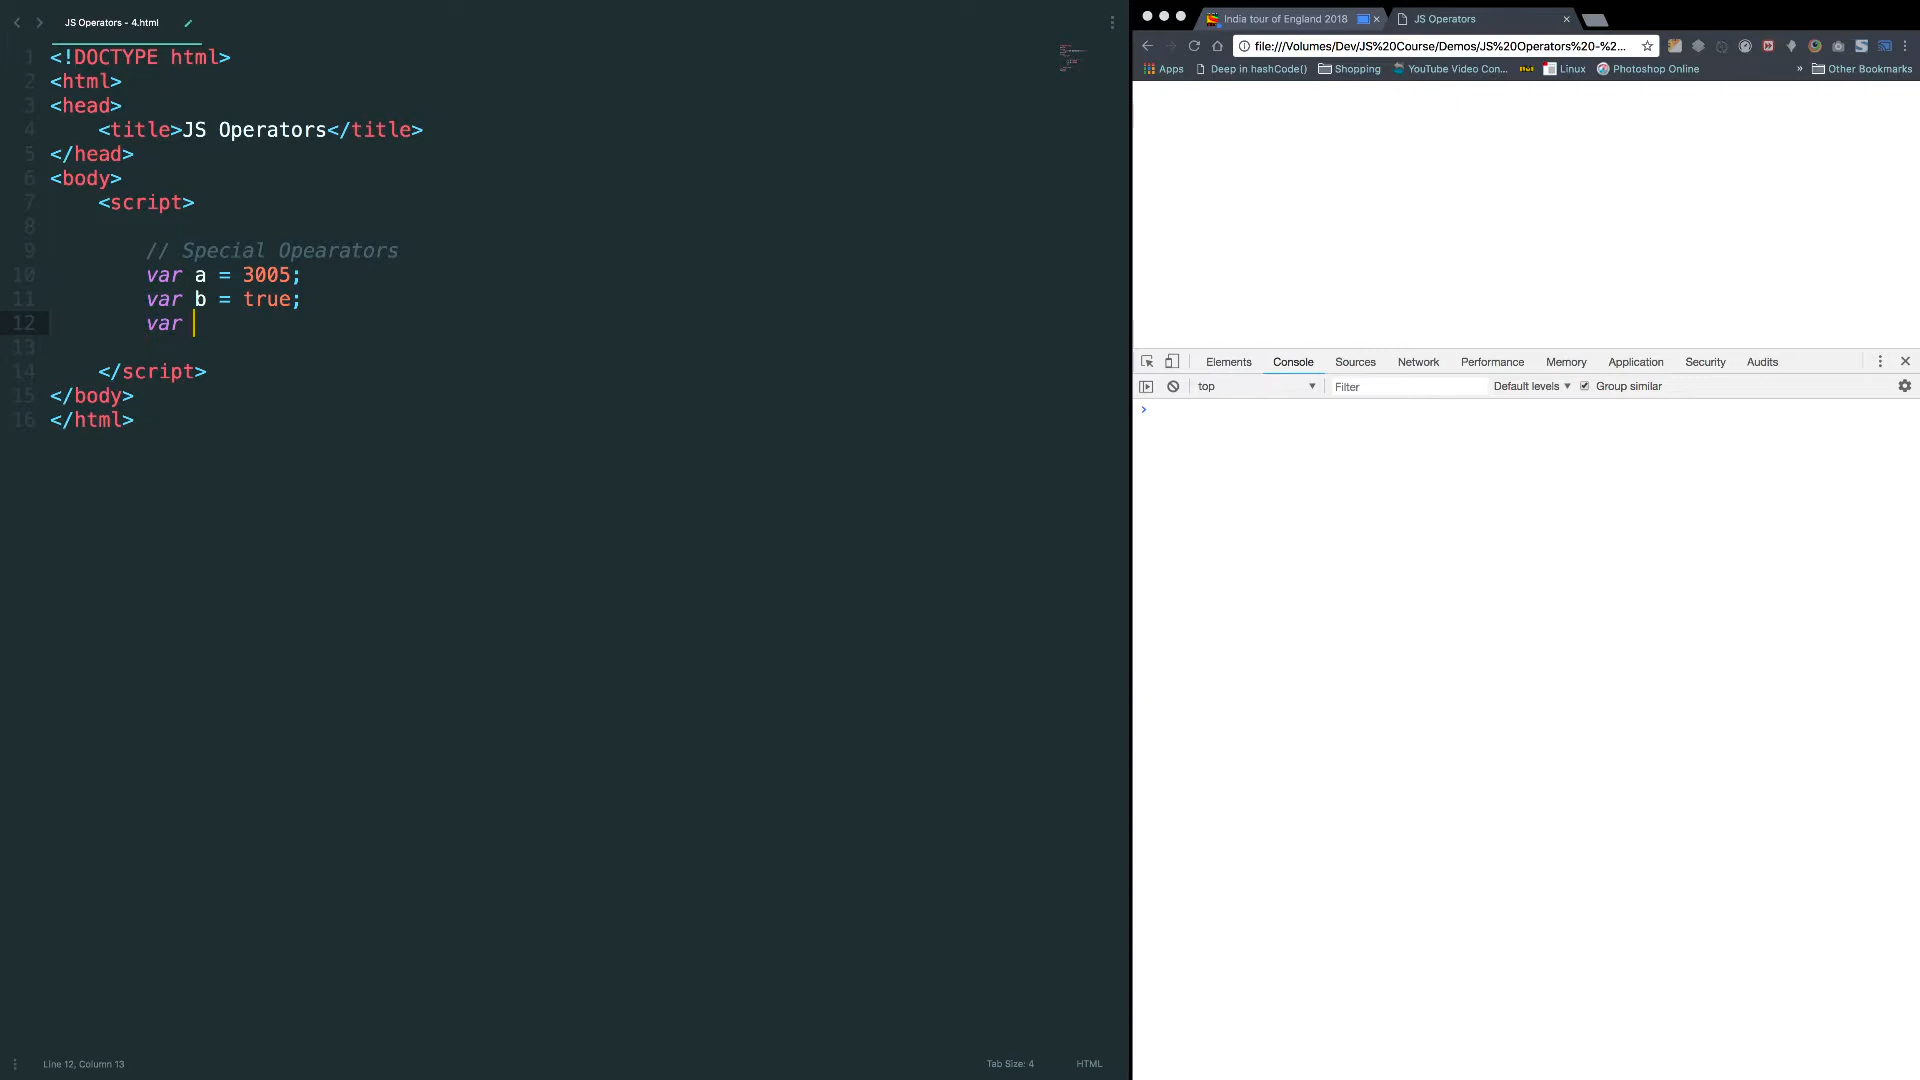 JS Operators - 4.html
1 <!DOCTYPE html>
2 <html>
3 <head>
4 <title>JS Operators</title>
5 </head>
6 <body>
7 <script>
8
9 // Special Opearators
10 var a = 3005;
11 var b = true;
12 var
13
14 </script>
15 </body>
16 </html>
Line 12, Column 13
Tab Size: 4
HTML
India tour of England 2018
JS Operators
file:///Volumes/Dev/JS%20Course/Demos/JS%20Operators%20-%2...
Apps Deep in hashCode() Shopping YouTube Video Con... Linux Photoshop Online » Other Bookmarks
Elements Console Sources Network Performance Memory Application Security Audits
top Filter Default levels Group similar